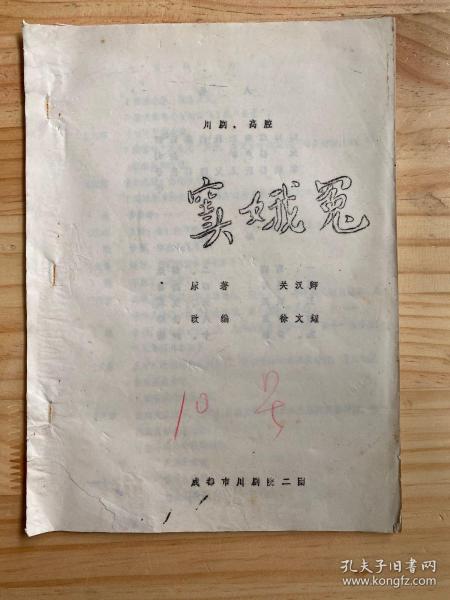 川剧。高腔
窦娥冤
原著 关汉卿
改编 徐文耀
10号
成都市川剧院二团
孔夫子旧书网
www.kongfz.com